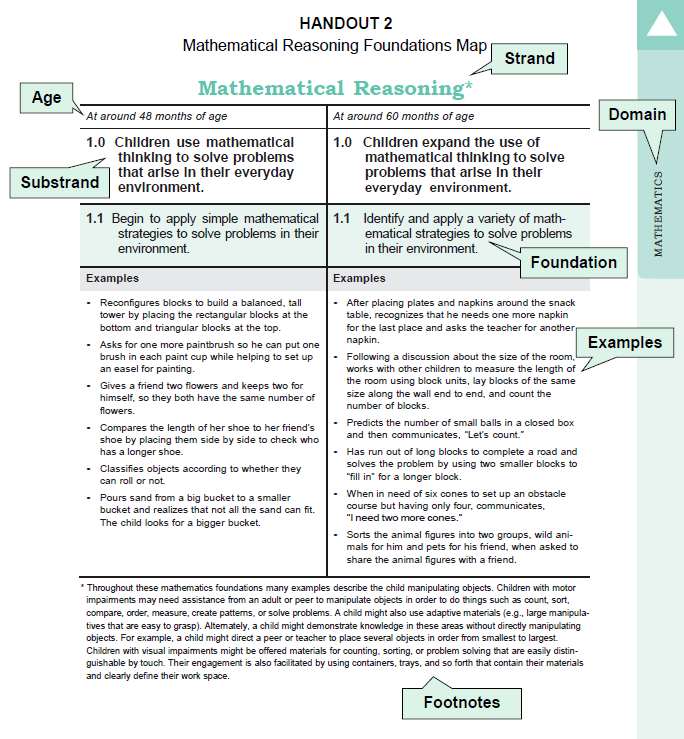 HANDOUT 2
Mathematical Reasoning Foundations Map
Strand
Mathematical Reasoning*
Age
Domain
MATHEMATICS
At around 48 months of age
1.0 Children use mathematical
thinking to solve problems
that arise in their everyday
environment.
Substrand
1.1 Begin to apply simple mathematical
strategies to solve problems in their
environment.
Examples
- Reconfigures blocks to build a balanced, tall
tower by placing the rectangular blocks at the
bottom and triangular blocks at the top.
- Asks for one more paintbrush so he can put one
brush in each paint cup while helping to set up
an easel for painting.
- Gives a friend two flowers and keeps two for
himself, so they both have the same number of
flowers.
- Compares the length of her shoe to her friend's
shoe by placing them side by side to check who
has a longer shoe.
- Classifies objects according to whether they
can roll or not.
- Pours sand from a big bucket to a smaller
bucket and realizes that not all the sand can fit.
The child looks for a bigger bucket.
At around 60 months of age
1.0 Children expand the use of
mathematical thinking to solve
problems that arise in their
everyday environment.
1.1 Identify and apply a variety of math-
ematical strategies to solve problems
in their environment.
Foundation
Examples
- After placing plates and napkins around the snack
table, recognizes that he needs one more napkin
for the last place and asks the teacher for another
napkin.
- Following a discussion about the size of the room,
works with other children to measure the length of
the room using block units, lay blocks of the same
size along the wall end to end, and count the
number of blocks.
- Predicts the number of small balls in a closed box
and then communicates, “Let's count.”
- Has run out of long blocks to complete a road and
solves the problem by using two smaller blocks to
“fill in” for a longer block.
- When in need of six cones to set up an obstacle
course but having only four, communicates,
“I need two more cones.”
- Sorts the animal figures into two groups, wild ani-
mals for him and pets for his friend, when asked to
share the animal figures with a friend.
Examples
* Throughout these mathematics foundations many examples describe the child manipulating objects. Children with motor
impairments may need assistance from an adult or peer to manipulate objects in order to do things such as count, sort,
compare, order, measure, create patterns, or solve problems. A child might also use adaptive materials (e.g., large manipula-
tives that are easy to grasp). Alternately, a child might demonstrate knowledge in these areas without directly manipulating
objects. For example, a child might direct a peer or teacher to place several objects in order from smallest to largest.
Children with visual impairments might be offered materials for counting, sorting, or problem solving that are easily distin-
guishable by touch. Their engagement is also facilitated by using containers, trays, and so forth that contain their materials
and clearly define their work space.
Footnotes